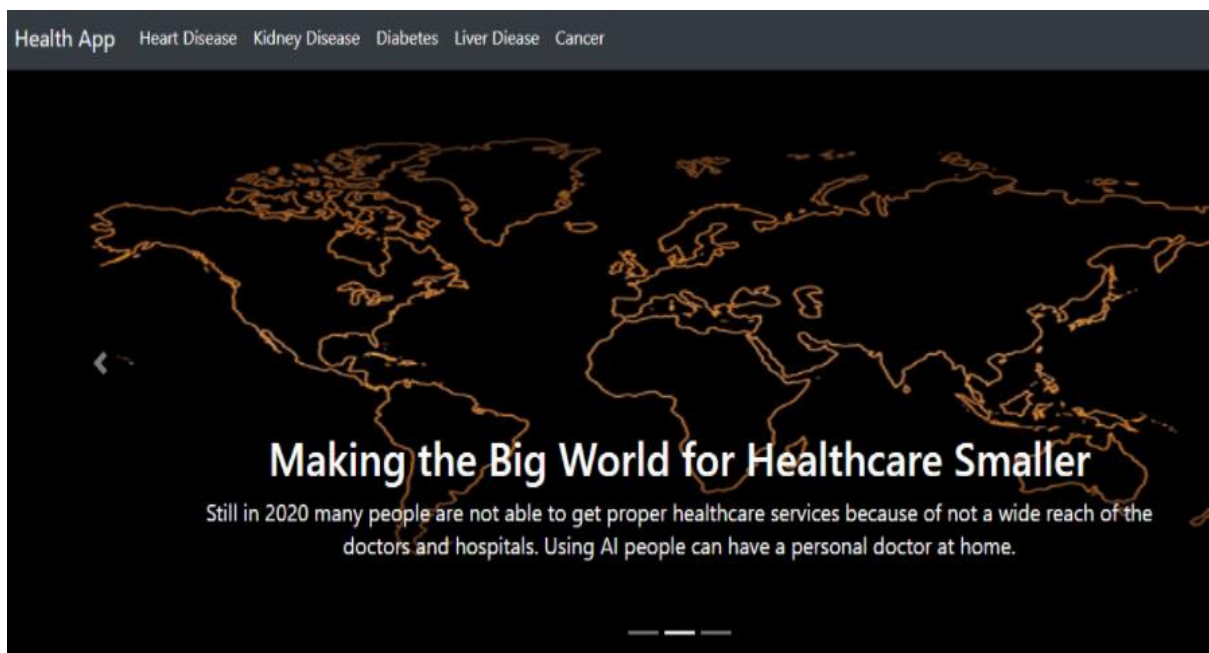 Health App Heart Disease Kidney Disease Diabetes Liver Diease Cancer
Making the Big World for Healthcare Smaller
Still in 2020 many people are not able to get proper healthcare services because of not a wide reach of the
doctors and hospitals. Using AI people can have a personal doctor at home.